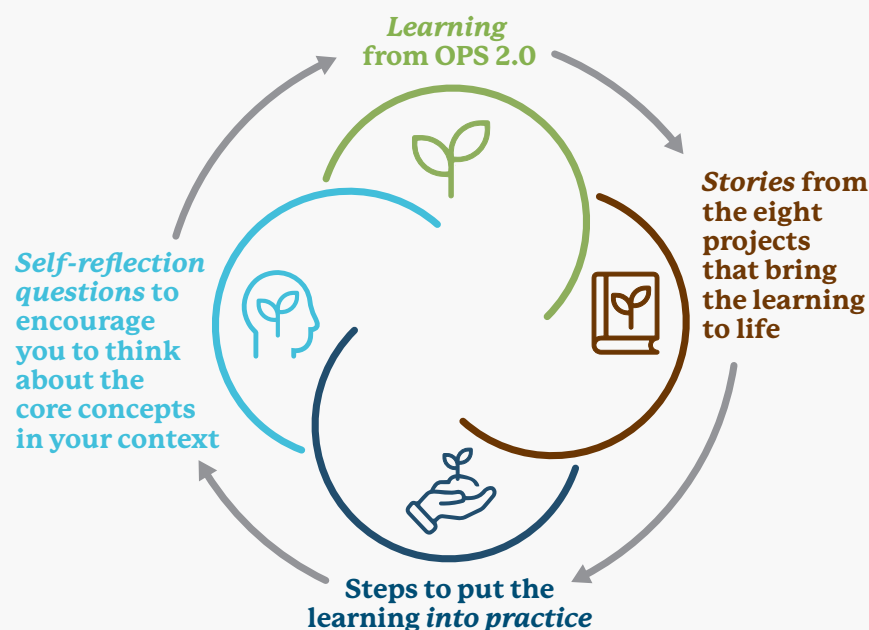 Learning
from OPS 2.0
Stories from
the eight
projects
that bring
the learning
to life
Steps to put the
learning into practice
Self-reflection
questions to
encourage
you to think
about the
core concepts
in your context